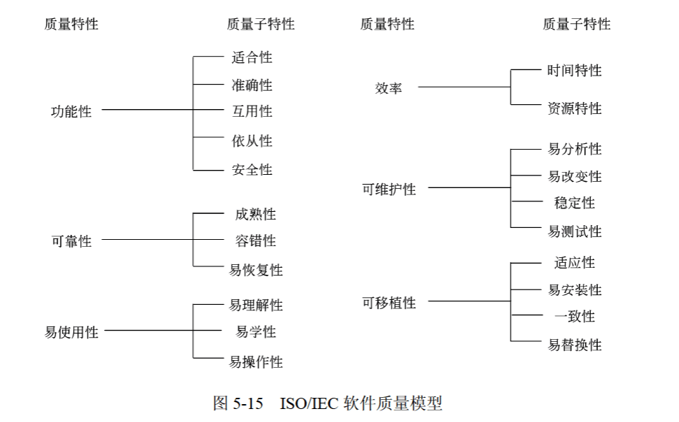 质量特性 质量子特性
功能性
适合性
准确性
互用性
依从性
安全性
可靠性
成熟性
容错性
易恢复性
易使用性
易理解性
易学性
易操作性
质量特性 质量子特性
效率
时间特性
资源特性
可维护性
易分析性
易改变性
稳定性
易测试性
可移植性
适应性
易安装性
一致性
易替换性
图 5-15 ISO/IEC 软件质量模型